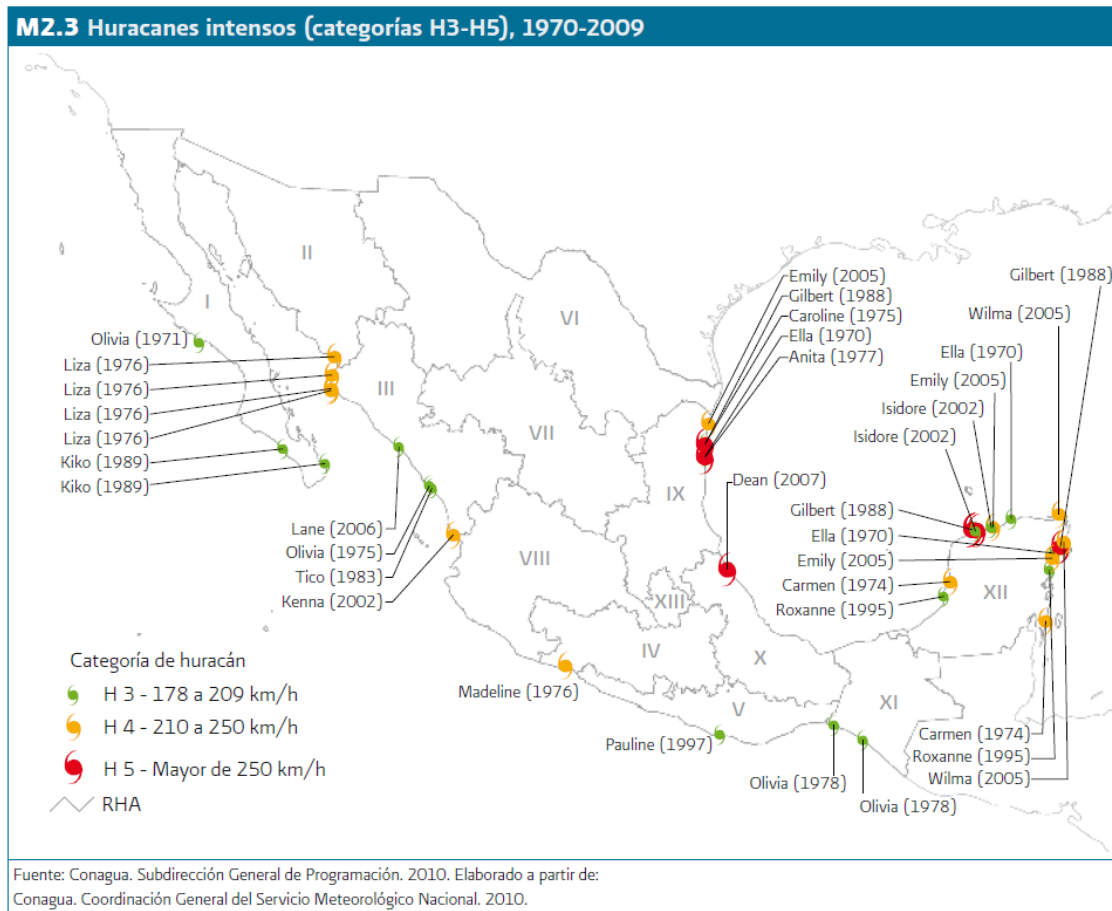 M2.3 Huracanes intensos (categorías H3-H5), 1970-2009
I
II
III
IV
V
VI
VII
VIII
IX
X
XI
XII
XIII
Olivia (1971)
Liza (1976)
Liza (1976)
Liza (1976)
Liza (1976)
Kiko (1989)
Kiko (1989)
Lane (2006)
Olivia (1975)
Tico (1983)
Kenna (2002)
Madeline (1976)
Pauline (1997)
Olivia (1978)
Olivia (1978)
Emily (2005)
Gilbert (1988)
Caroline (1975)
Ella (1970)
Anita (1977)
Dean (2007)
Gilbert (1988)
Wilma (2005)
Ella (1970)
Emily (2005)
Isidore (2002)
Isidore (2002)
Gilbert (1988)
Ella (1970)
Emily (2005)
Carmen (1974)
Roxanne (1995)
Carmen (1974)
Roxanne (1995)
Wilma (2005)
Categoría de huracán
H 3 - 178 a 209 km/h
H 4 - 210 a 250 km/h
H 5 - Mayor de 250 km/h
RHA
Fuente: Conagua. Subdirección General de Programación. 2010. Elaborado a partir de:
Conagua. Coordinación General del Servicio Meteorológico Nacional. 2010.